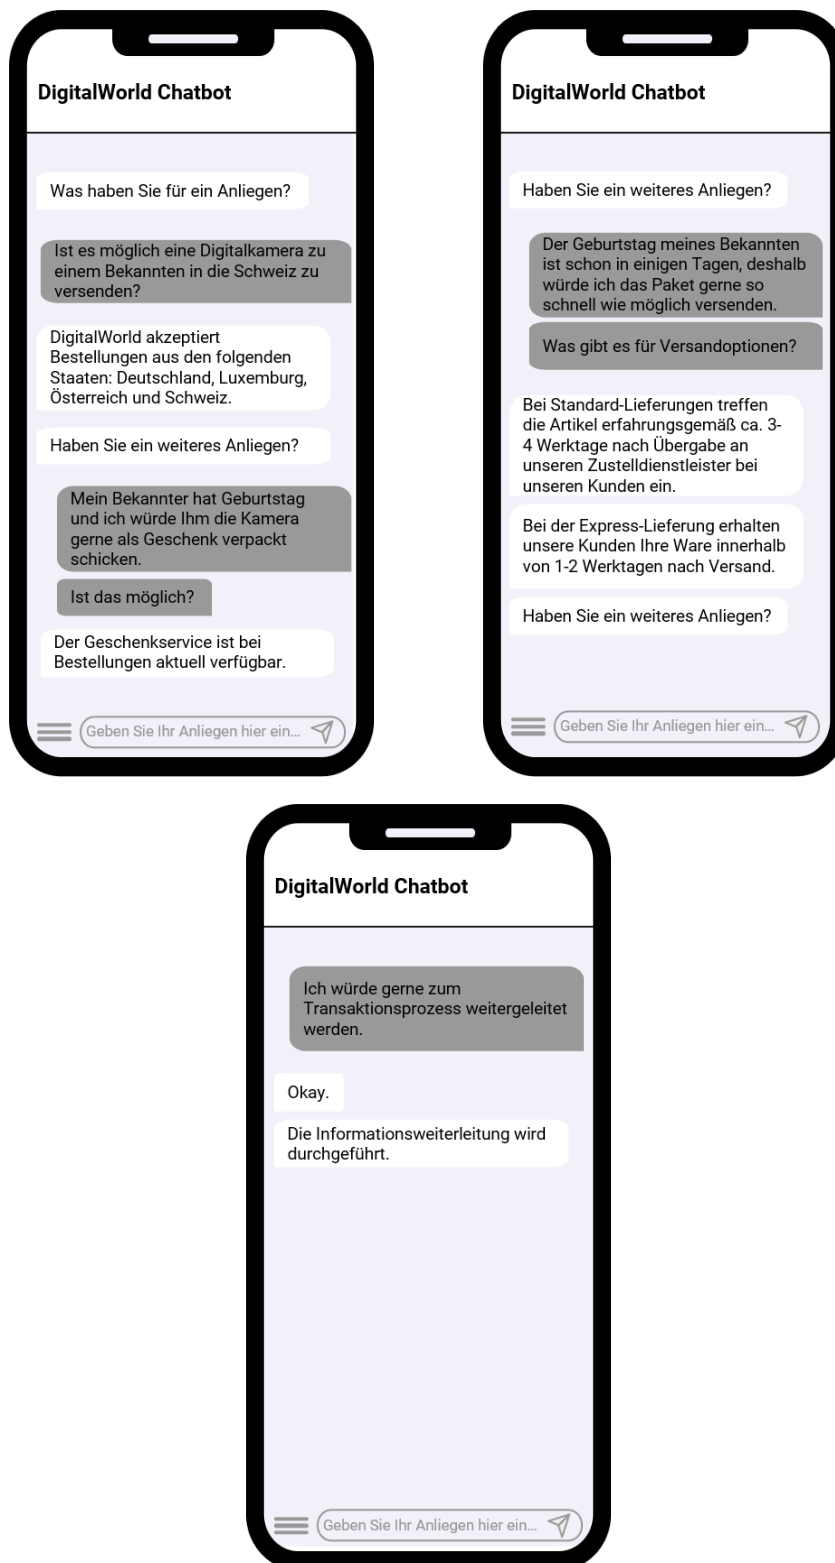 DigitalWorld Chatbot
Was haben Sie für ein Anliegen?
Ist es möglich eine Digitalkamera zu
einem Bekannten in die Schweiz zu
versenden?
DigitalWorld akzeptiert
Bestellungen aus den folgenden
Staaten: Deutschland, Luxemburg,
Österreich und Schweiz.
Haben Sie ein weiteres Anliegen?
Mein Bekannter hat Geburtstag
und ich würde Ihm die Kamera
gerne als Geschenk verpackt
schicken.
Ist das möglich?
Der Geschenkservice ist bei
Bestellungen aktuell verfügbar.
Geben Sie Ihr Anliegen hier ein...
DigitalWorld Chatbot
Haben Sie ein weiteres Anliegen?
Der Geburtstag meines Bekannten
ist schon in einigen Tagen, deshalb
würde ich das Paket gerne so
schnell wie möglich versenden.
Was gibt es für Versandoptionen?
Bei Standard-Lieferungen treffen
die Artikel erfahrungsgemäß ca. 3-
4 Werktage nach Übergabe an
unseren Zustelldienstleister bei
unseren Kunden ein.
Bei der Express-Lieferung erhalten
unsere Kunden Ihre Ware innerhalb
von 1-2 Werktagen nach Versand.
Haben Sie ein weiteres Anliegen?
Geben Sie Ihr Anliegen hier ein...
DigitalWorld Chatbot
Ich würde gerne zum
Transaktionsprozess weitergeleitet
werden.
Okay.
Die Informationsweiterleitung wird
durchgeführt.
Geben Sie Ihr Anliegen hier ein...